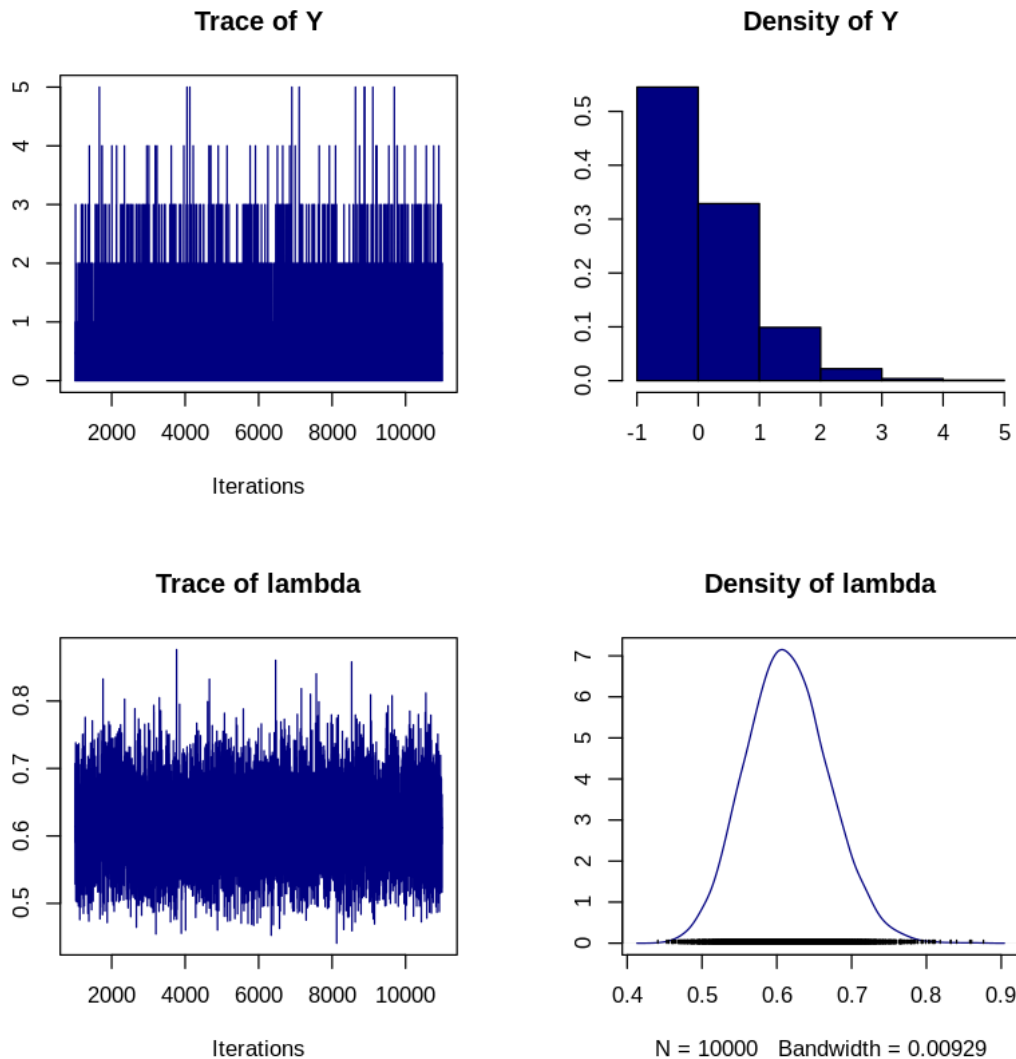 Trace of Y
5
4
3
2
1
0
2000 4000 6000 8000 10000
Iterations
Density of Y
0.5
0.4
0.3
0.2
0.1
0.0
-1 0 1 2 3 4 5
Trace of lambda
0.8
0.7
0.6
0.5
2000 4000 6000 8000 10000
Iterations
Density of lambda
7
6
5
4
3
2
1
0
0.4 0.5 0.6 0.7 0.8 0.9
N = 10000 Bandwidth = 0.00929